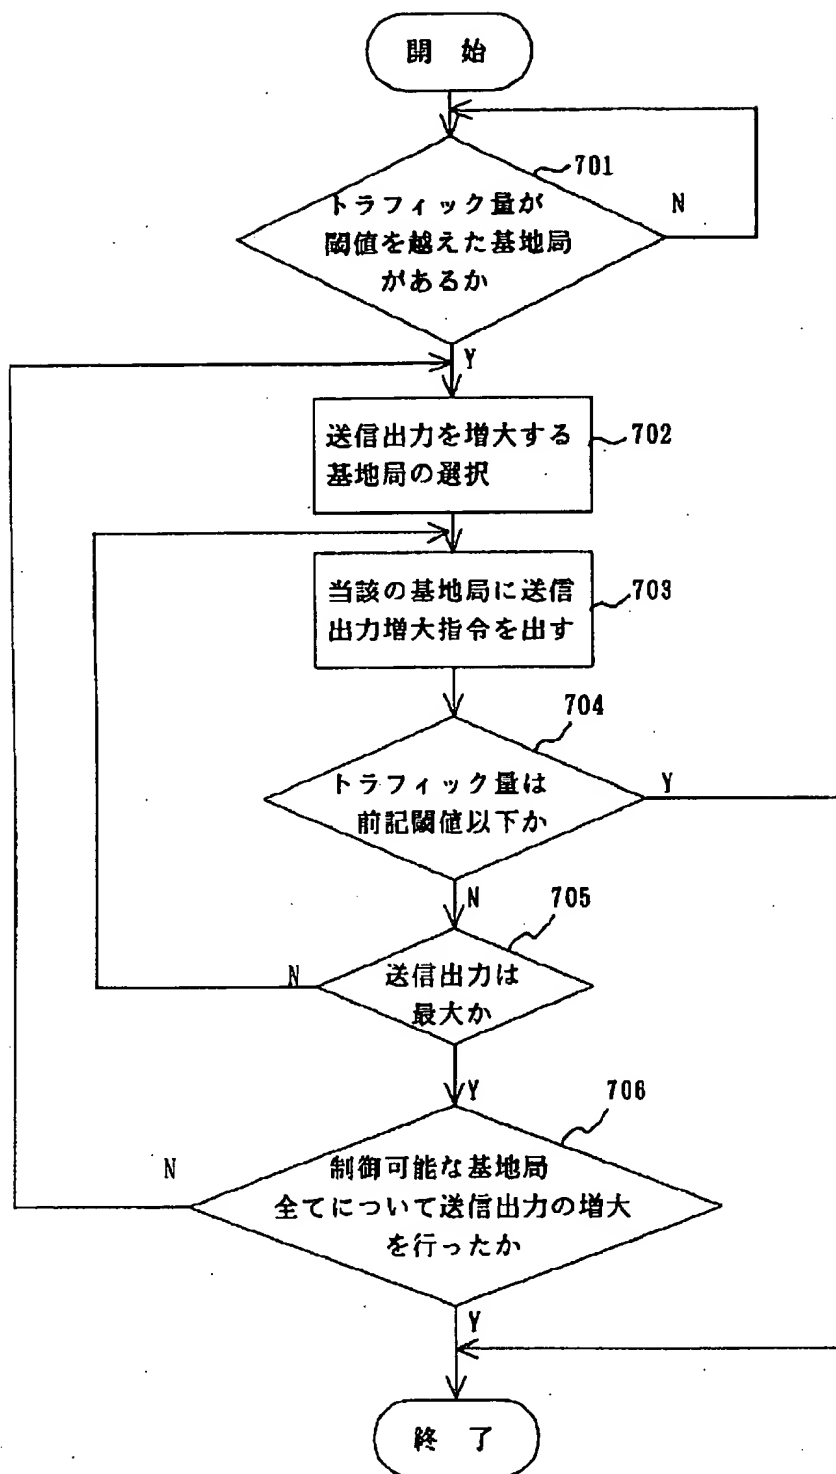 開 始
701
トラフィック量が
閾値を越えた基地局
があるか
N
Y
送信出力を増大する
基地局の選択
702
当該の基地局に送信
出力増大指令を出す
703
704
トラフィック量は
前記閾値以下か
Y
N
705
送信出力は
最大か
N
Y
706
制御可能な基地局
全てについて送信出力の増大
を行ったか
N
Y
終 了